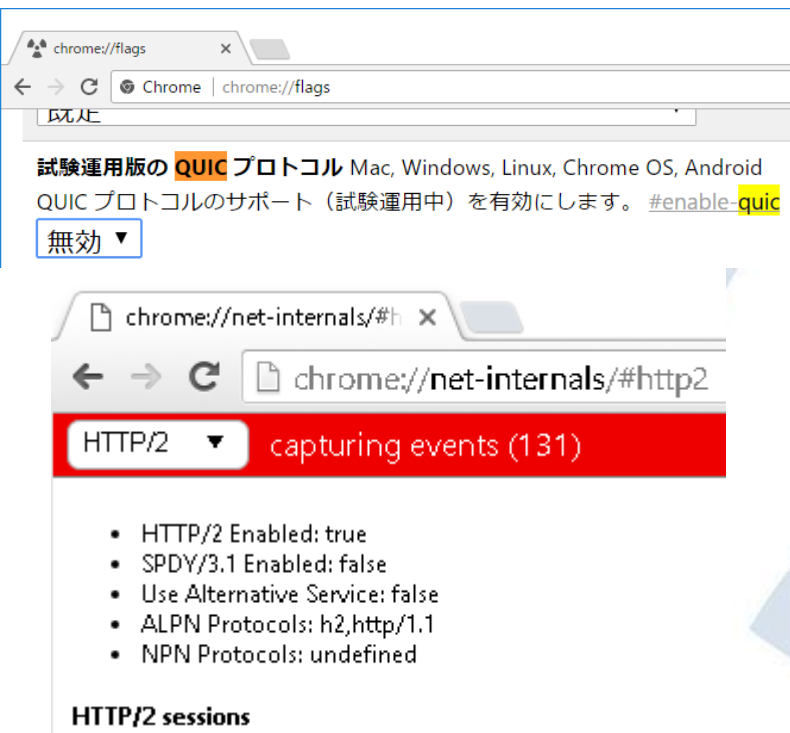 chrome://flags
Chrome | chrome://flags
既定
試験運用版の QUIC プロトコル Mac, Windows, Linux, Chrome OS, Android
QUIC プロトコルのサポート（試験運用中）を有効にします。 #enable-quic
無効
chrome://net-internals/#h
chrome://net-internals/#http2
HTTP/2
capturing events (131)
HTTP/2 Enabled: true
SPDY/3.1 Enabled: false
Use Alternative Service: false
ALPN Protocols: h2,http/1.1
NPN Protocols: undefined
HTTP/2 sessions